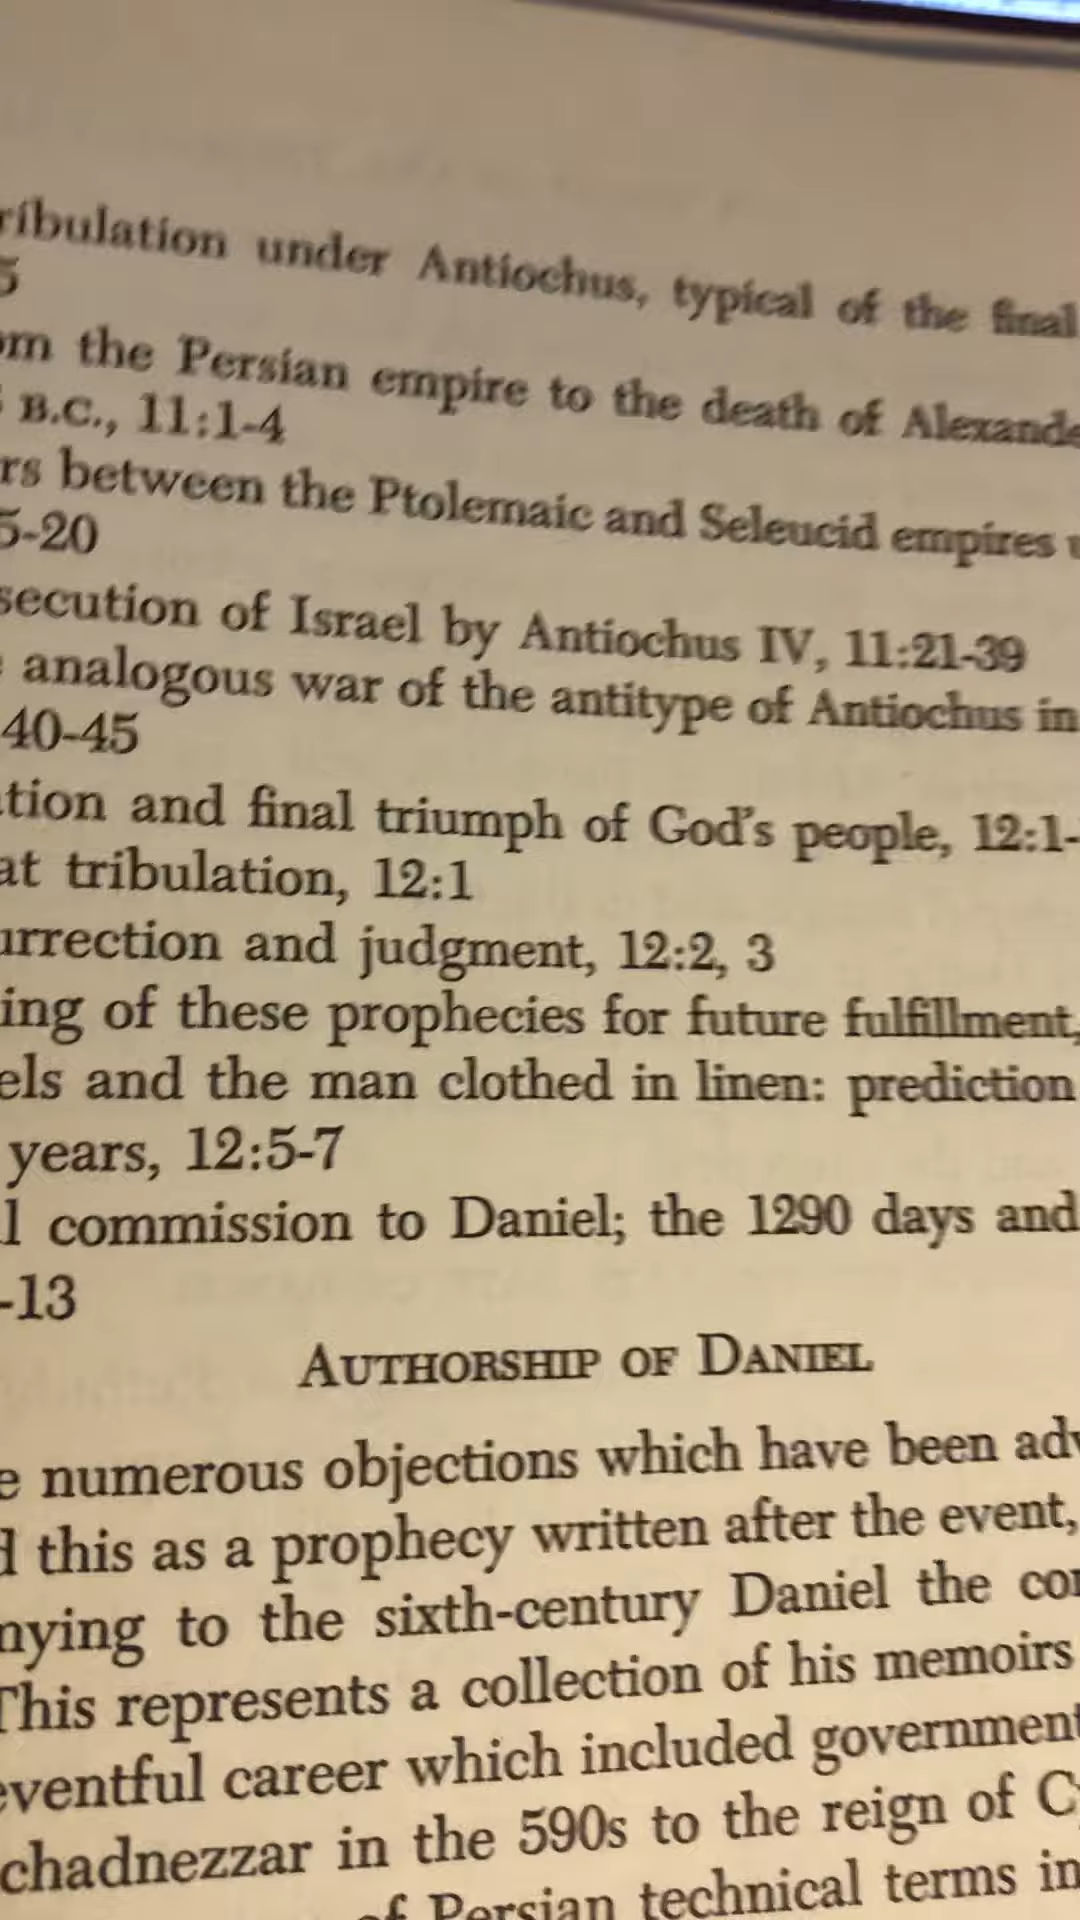 ribulation under Antiochus, typical of the final
5
om the Persian empire to the death of Alexande
B.C., 11:1-4
rs between the Ptolemaic and Seleucid empires
5-20
secution of Israel by Antiochus IV, 11:21-39
analogous war of the antitype of Antiochus in
40-45
tion and final triumph of God's people, 12:1-
at tribulation, 12:1
urrection and judgment, 12:2, 3
ing of these prophecies for future fulfillment,
els and the man clothed in linen: prediction
years, 12:5-7
l commission to Daniel; the 1290 days and
-13
AUTHORSHIP OF DANIEL
e numerous objections which have been adv
d this as a prophecy written after the event,
nying to the sixth-century Daniel the cor
This represents a collection of his memoirs
eventful career which included government
chadnezzar in the 590s to the reign of C
of Persian technical terms in